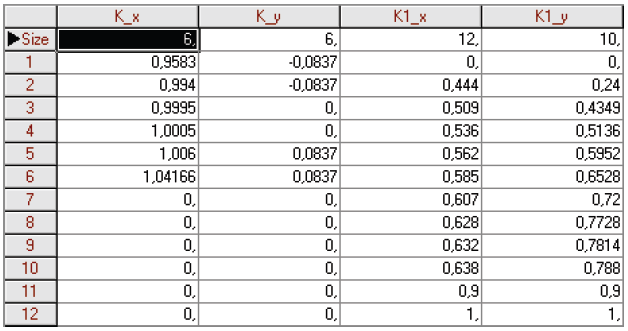 K_x K_y K1_x K1_y
Size 6, 6, 12, 10,
1 0,9583 -0,0837 0, 0,
2 0,994 -0,0837 0,444 0,24
3 0,9995 0, 0,509 0,4349
4 1,0005 0, 0,536 0,5136
5 1,006 0,0837 0,562 0,5952
6 1,04166 0,0837 0,585 0,6528
7 0, 0, 0,607 0,72
8 0, 0, 0,628 0,7728
9 0, 0, 0,632 0,7814
10 0, 0, 0,638 0,788
11 0, 0, 0,9 0,9
12 0, 0, 1, 1,